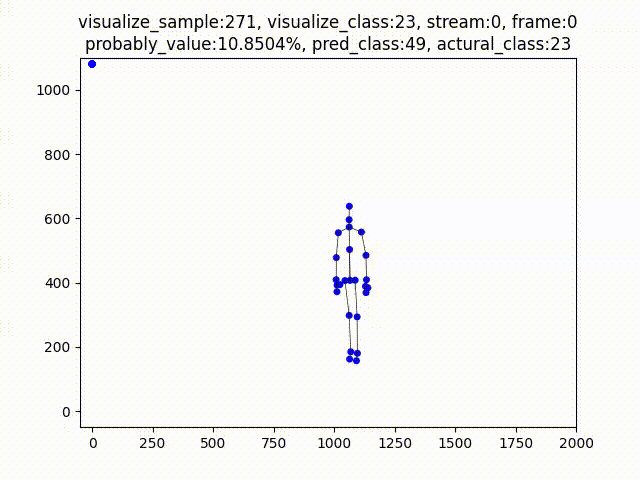 visualize_sample:271, visualize_class:23, stream:0, frame:0
probably_value:10.8504%, pred_class:49, actural_class:23
1000
800
600
400
200
0
0 250 500 750 1000 1250 1500 1750 2000